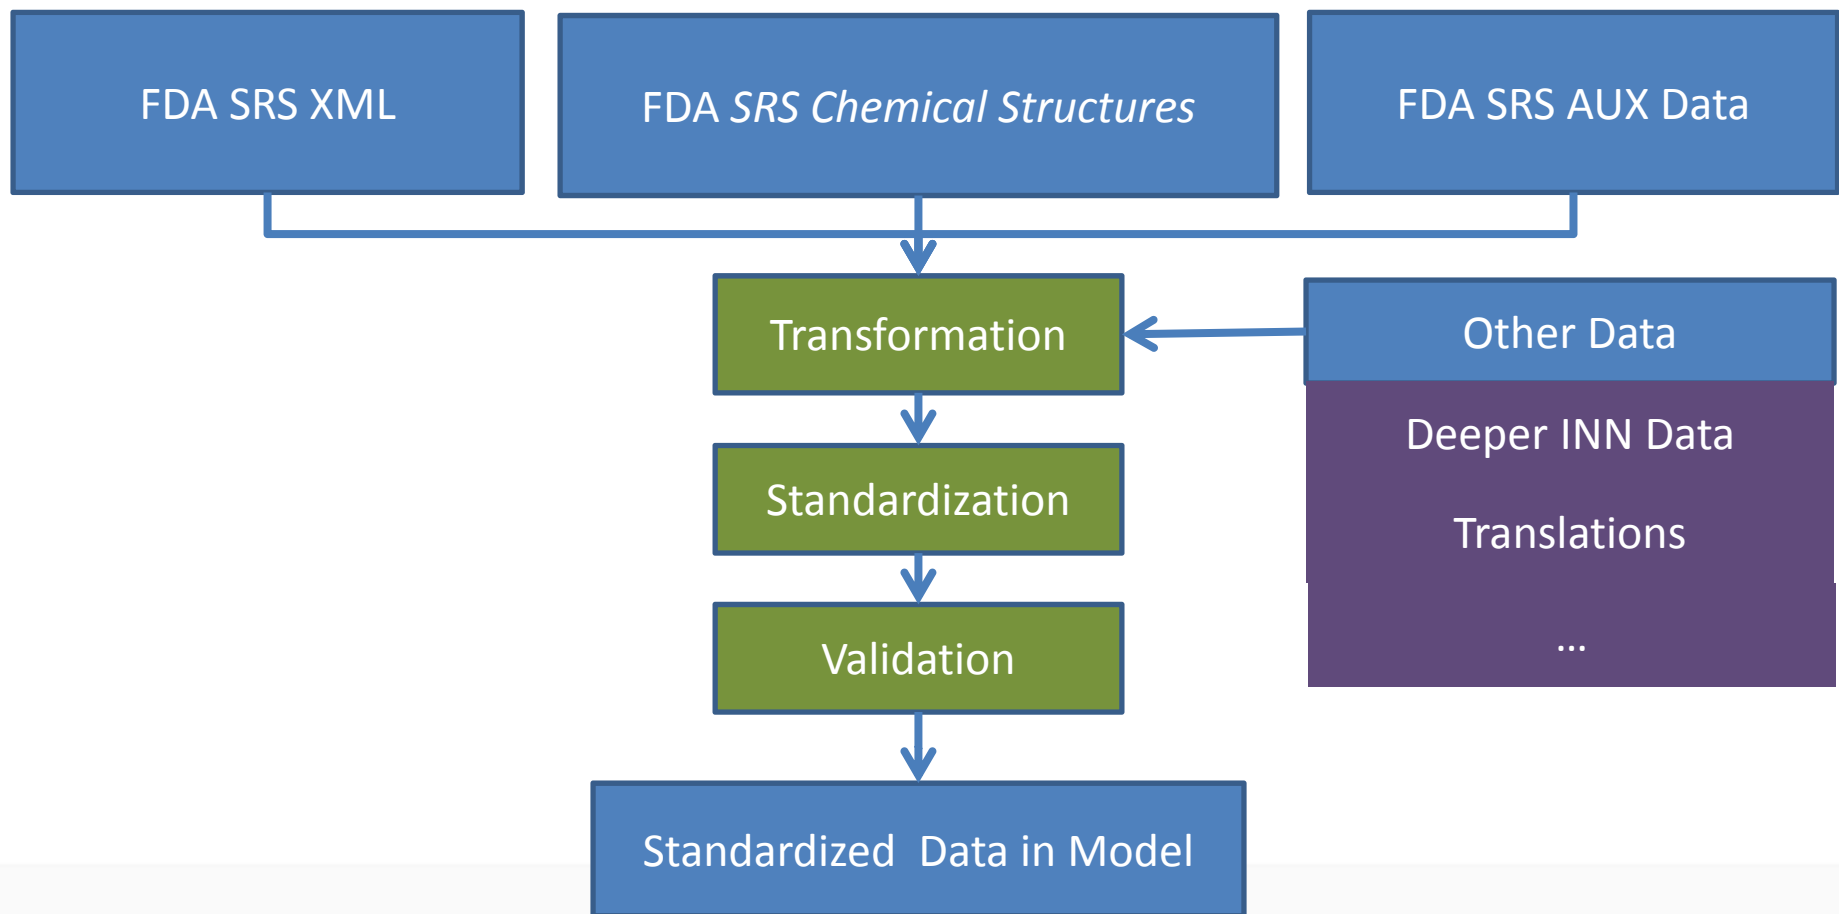 FDA SRS XML
FDA SRS Chemical Structures
FDA SRS AUX Data
Transformation
Other Data
Deeper INN Data
Standardization
Translations
Validation
...
Standardized Data in Model